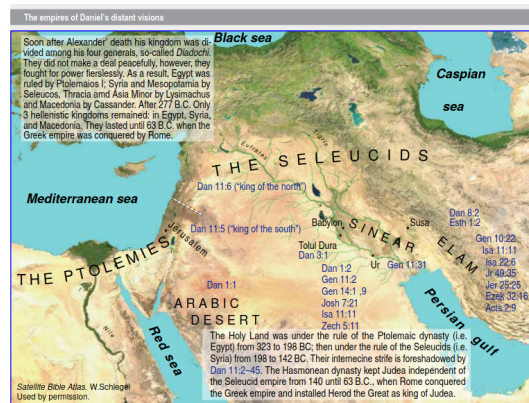 The empires of Daniel's distant visions
Soon after Alexander' death his kingdom was di-
vided among his four generals, so-called Diadochi.
They did not make a deal peacefully, however, they
fought for power fierslessly. As a result, Egypt was
ruled by Ptolemaios I; Syria and Mesopotamia by
Seleucos, Thracia amd Asia Minor by Lysimachus
and Macedonia by Cassander. After 277 B.C. Only
3 hellenistic kingdoms remained: in Egypt, Syria,
and Macedonia. They lasted until 63 B.C. when the
Greek empire was conquered by Rome.
Black sea
Caspian
sea
Eufrates
Tigris
THE SELEUCIDS
Dan 11:6 ("king of the north")
Mediterranean sea
Jerusalem
Dan 11:5 ("king of the south")
Babylon
Susa
SINEAR
ELAM
Dan 8:2
Esth 1:2
Tolul Dura
Dan 3:1
Ur
Gen 11:31
Gen 10:22
Isa 11:11
Isa 22:6
Jr 49:35
Jer 25:25
Ezek 32:16
Acts 2:9
THE PTOLEMIES
Dan 1:1
Dan 1:2
Gen 11:2
Gen 14:1 ,9
Josh 7:21
Isa 11:11
Zech 5:11
ARABIC
DESERT
Nile
Red sea
Persian gulf
The Holy Land was under the rule of the Ptolemaic dynasty (i.e.
Egypt) from 323 to 198 BC; then under the rule of the Seleucids (i.e.
Syria) from 198 to 142 BC. Their internecine strife is foreshadowed by
Dan 11:2–45. The Hasmonean dynasty kept Judea independent of
the Seleucid empire from 140 until 63 B.C., when Rome conquered
the Greek empire and installed Herod the Great as king of Judea.
Satellite Bible Atlas, W.Schlegel
Used by permission.